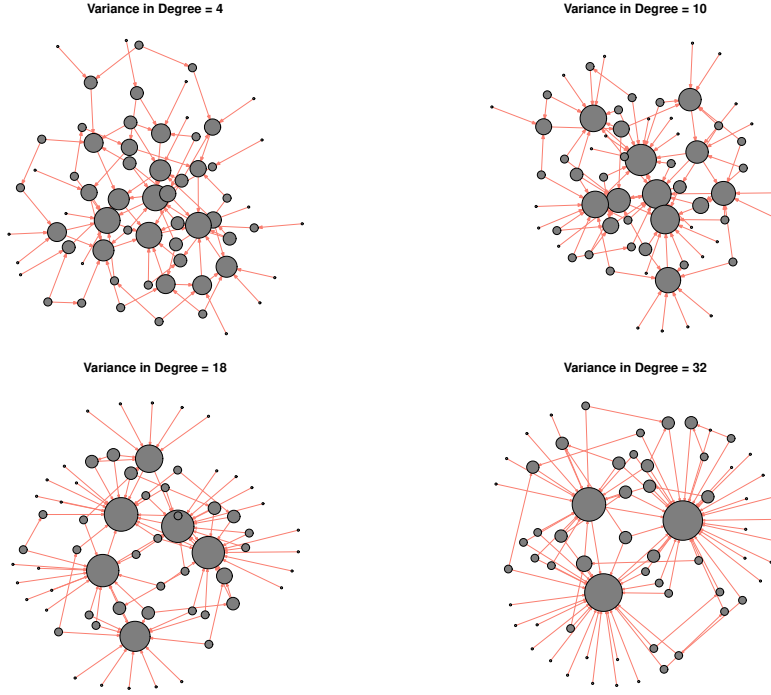 Variance in Degree = 4
Variance in Degree = 10
Variance in Degree = 18
Variance in Degree = 32